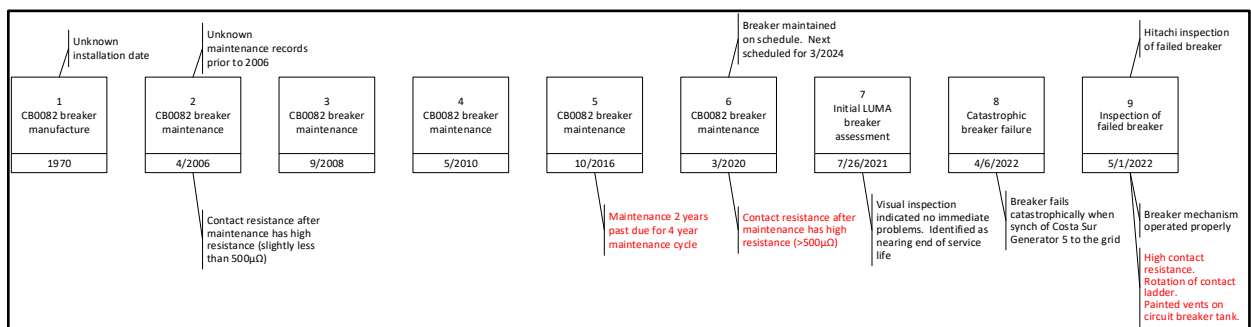 Unknown
installation date
Unknown
maintenance records
prior to 2006
Breaker maintained
on schedule.  Next
scheduled for 3/2024
Hitachi inspection
of failed breaker
1
CB0082 breaker
manufacture
1970
2
CB0082 breaker
maintenance
4/2006
3
CB0082 breaker
maintenance
9/2008
4
CB0082 breaker
maintenance
5/2010
5
CB0082 breaker
maintenance
10/2016
6
CB0082 breaker
maintenance
3/2020
7
Initial LUMA
breaker
assessment
7/26/2021
8
Catastrophic
breaker failure
4/6/2022
9
Inspection of
failed breaker
5/1/2022
Contact resistance after
maintenance has high
resistance (slightly less
than 500μΩ)
Maintenance 2 years
past due for 4 year
maintenance cycle
Contact resistance after
maintenance has high
resistance (>500μΩ)
Visual inspection
indicated no immediate
problems.  Identified as
nearing end of service
life
Breaker fails
catastrophically when
synch of Costa Sur
Generator 5 to the grid
Breaker mechanism
operated properly
High contact
resistance.
Rotation of contact
ladder.
Painted vents on
circuit breaker tank.